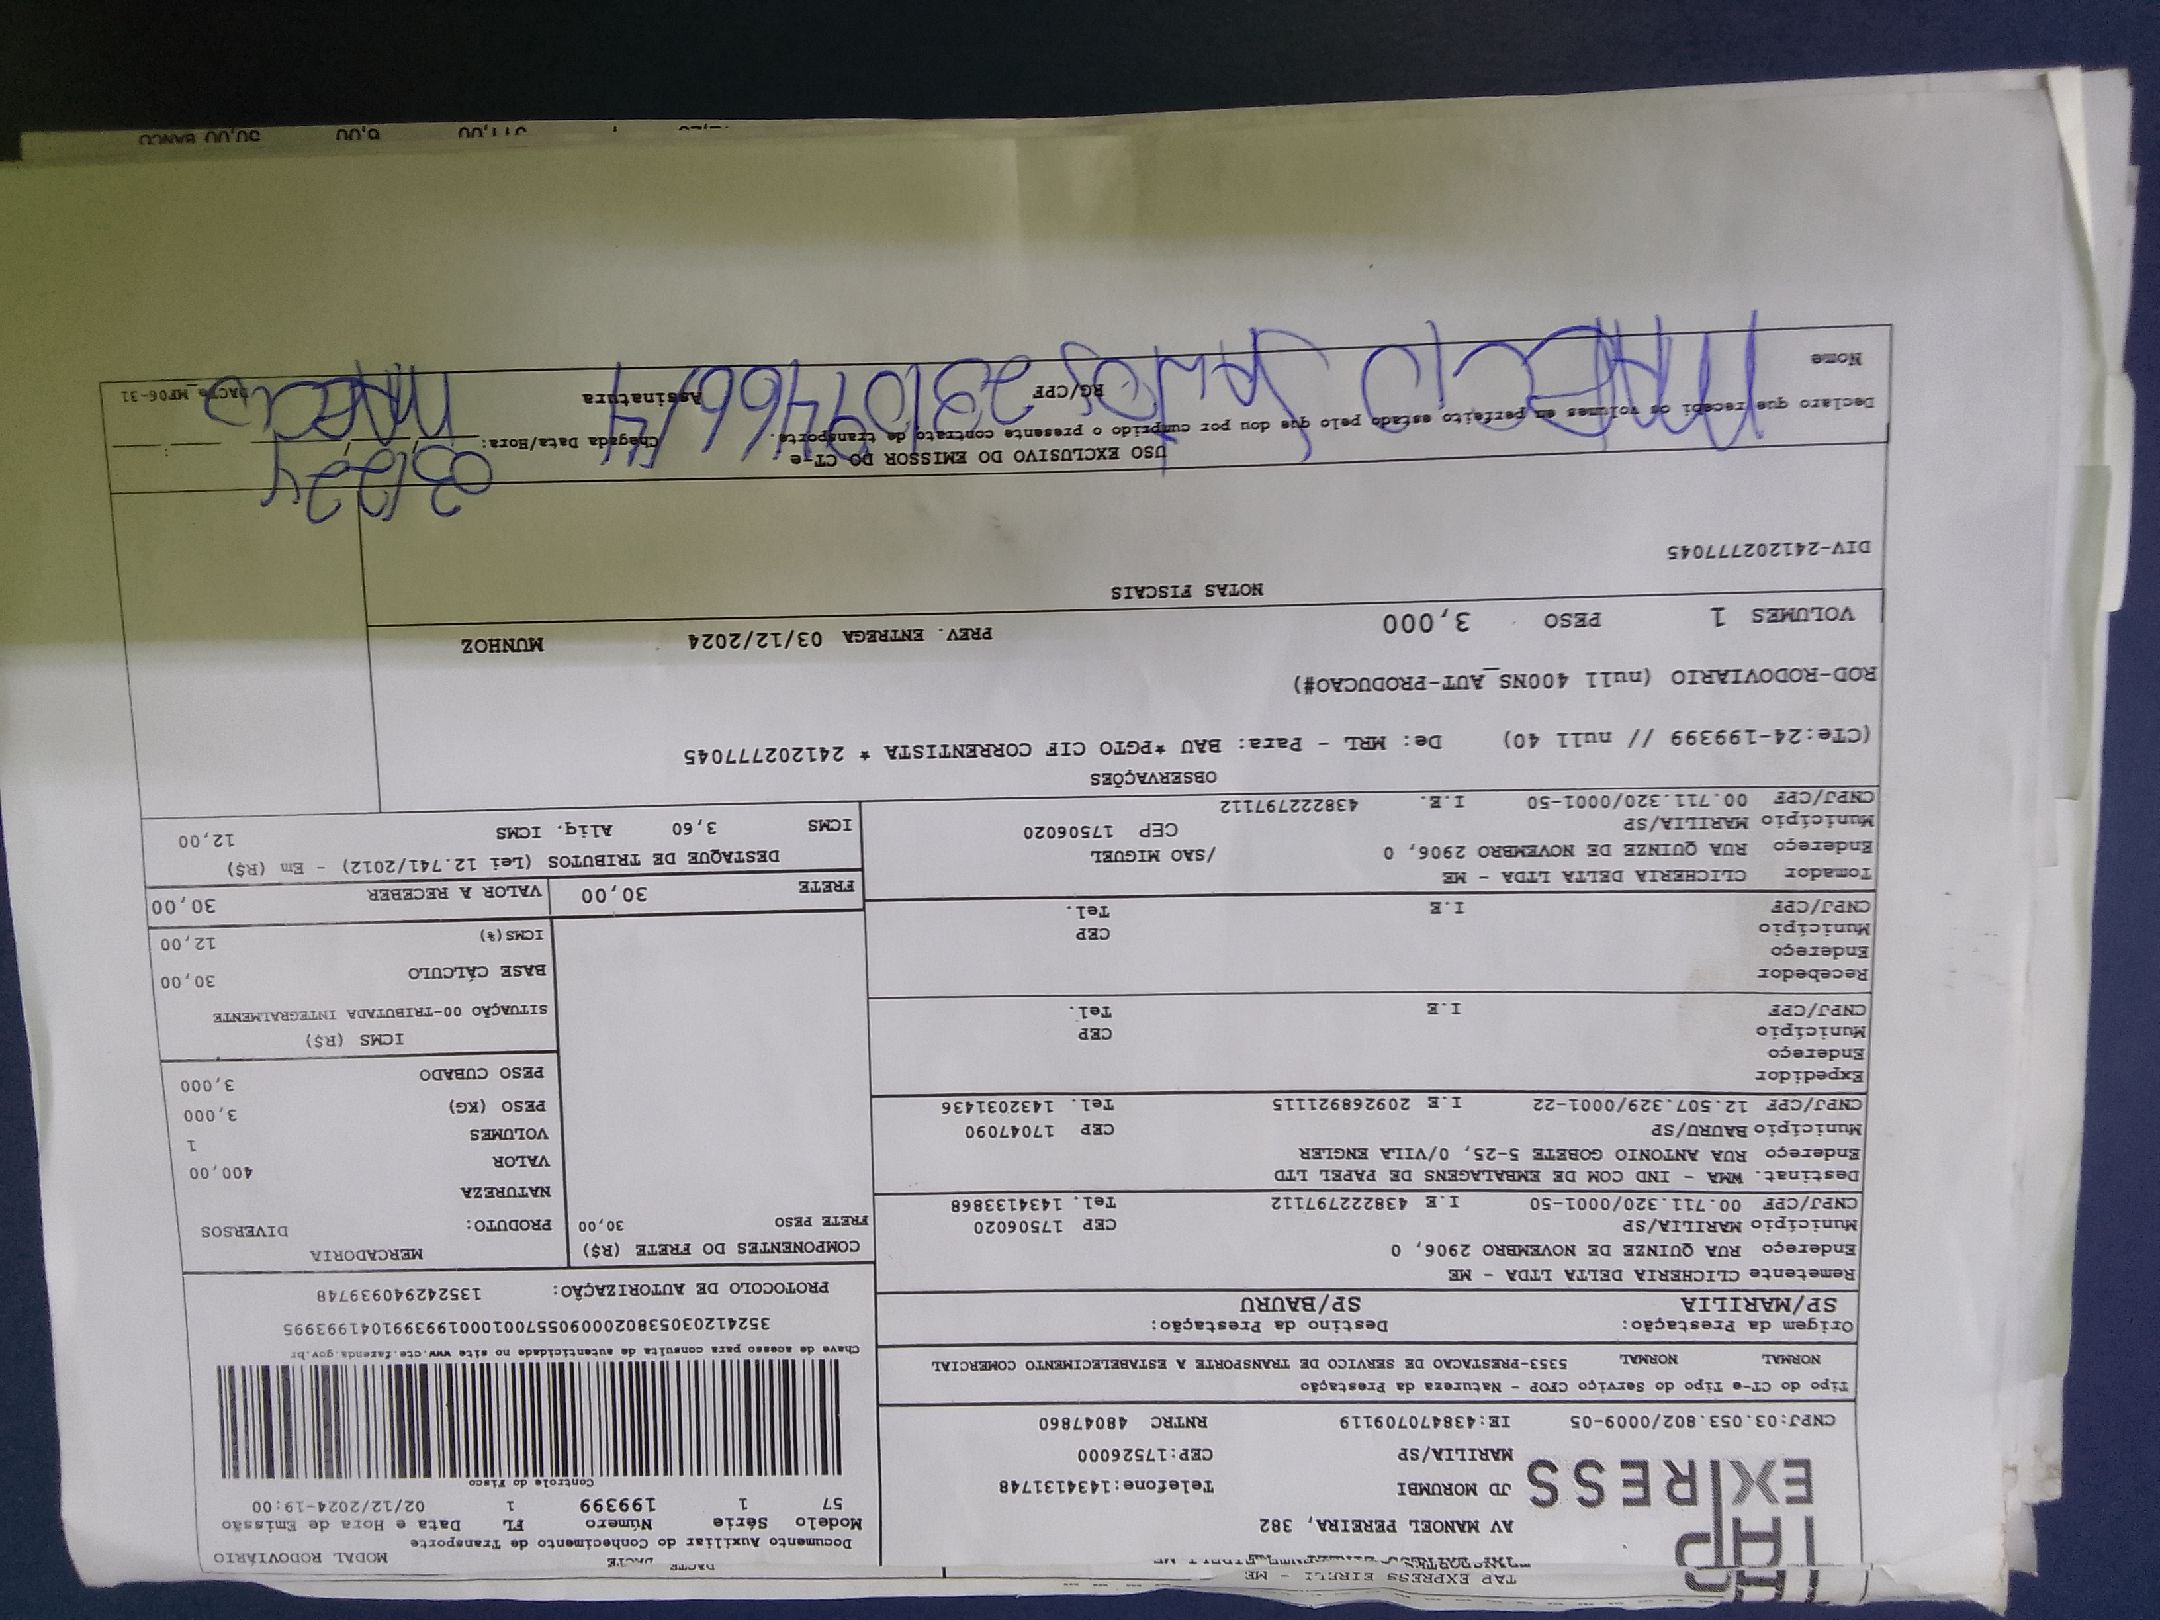 TAP EXPRESS EIRELI - ME
TAP EXPRESS
AV MANOEL PEREIRA, 382
JD MORUMBI Telefone:1434131748
MARILIA/SP CEP:17526000
CNPJ:03.053.802/0009-05 IE:438470709119 RNTRC 48047860
DACTE MODAL RODOVIÁRIO
Documento Auxiliar do Conhecimento de Transporte
Modelo Série Número FL Data e Hora de Emissão
57 1 199399 1 02/12/2024-19:00
Controle do Fisco
Chave de acesso para consulta de autenticidade no site www.cte.fazenda.gov.br
35241203053802000905570010001993991041993995
PROTOCOLO DE AUTORIZAÇÃO: 135242940939748
Tipo do CT-e Tipo do Serviço CFOP - Natureza da Prestação
NORMAL NORMAL 5353-PRESTACAO DE SERVICO DE TRANSPORTE A ESTABELECIMENTO COMERCIAL
Origem da Prestação: Destino da Prestação:
SP/MARILIA SP/BAURU
Remetente CLICHERIA DELTA LTDA - ME
Endereço RUA QUINZE DE NOVEMBRO 2906, 0
Município MARILIA/SP CEP 17506020
CNPJ/CPF 00.711.320/0001-50 I.E 438222797112 Tel. 1434133868
Destinat. WMA - IND COM DE EMBALAGENS DE PAPEL LTD
Endereço RUA ANTONIO GOBETE 5-25, 0/VILA ENGLER
Município BAURU/SP CEP 17047090
CNPJ/CPF 12.507.329/0001-22 I.E 209268921115 Tel. 1432031436
Expedidor
Endereço
Município CEP
CNPJ/CPF I.E Tel.
Recebedor
Endereço
Município CEP
CNPJ/CPF I.E Tel.
Tomador CLICHERIA DELTA LTDA - ME
Endereço RUA QUINZE DE NOVEMBRO 2906, 0 /SAO MIGUEL
Município MARILIA/SP CEP 17506020
CNPJ/CPF 00.711.320/0001-50 I.E. 438222797112
COMPONENTES DO FRETE (R$)
FRETE PESO 30,00
MERCADORIA
PRODUTO: DIVERSOS
NATUREZA
VALOR 400,00
VOLUMES 1
PESO (KG) 3,000
PESO CUBADO 3,000
ICMS (R$)
SITUAÇÃO 00-TRIBUTADA INTEGRALMENTE
BASE CÁLCULO 30,00
ICMS(%) 12,00
FRETE 30,00 VALOR A RECEBER 30,00
DESTAQUE DE TRIBUTOS (Lei 12.741/2012) - Em (R$)
ICMS 3,60 Aliq. ICMS 12,00
OBSERVAÇÕES
(CTe:24-199399 // null 40) De: MRL - Para: BAU*PGTO CIF CORRENTISTA * 241202777045
ROD-RODOVIARIO (null 400NS_AUT-PRODUCAO#)
VOLUMES 1 PESO 3,000 PREV. ENTREGA 03/12/2024 MUNHOZ
NOTAS FISCAIS
DIV-241202777045
USO EXCLUSIVO DO EMISSOR DO CT-e
Declaro que recebi os volumes em perfeito estado pelo que dou por cumprido o presente contrato de transporte.
Chegada Data/Hora: 03/12/24
Nome RG/CPF Assinatura
DACTe_MF06-31